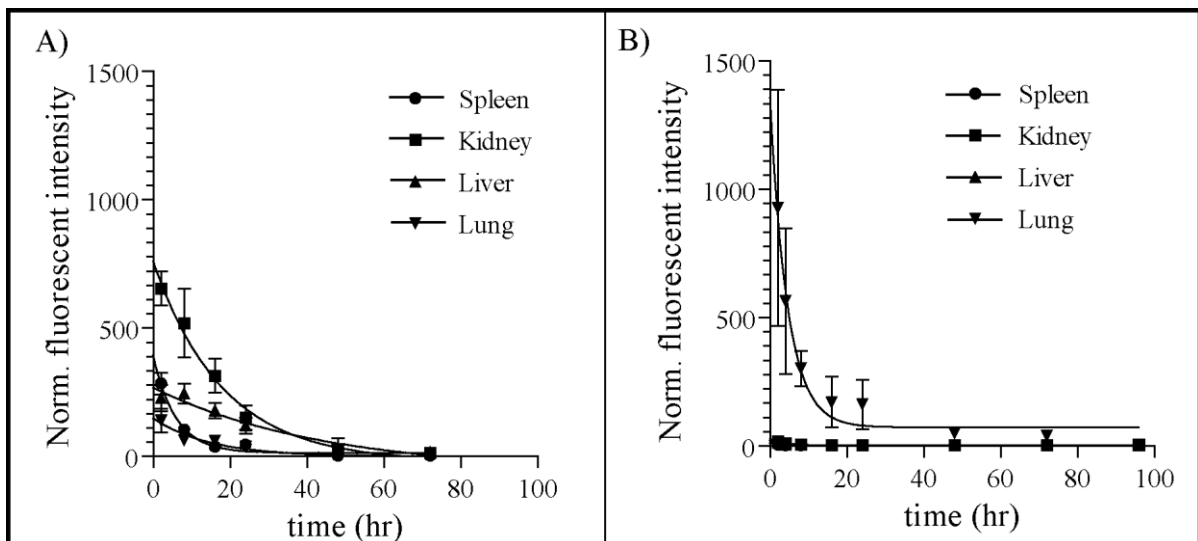 A)
Norm. fluorescent intensity
1500
1000
500
0
Spleen
Kidney
Liver
Lung
0 20 40 60 80 100
time (hr)
B)
Norm. fluorescent intensity
1500
1000
500
0
Spleen
Kidney
Liver
Lung
0 20 40 60 80 100
time (hr)